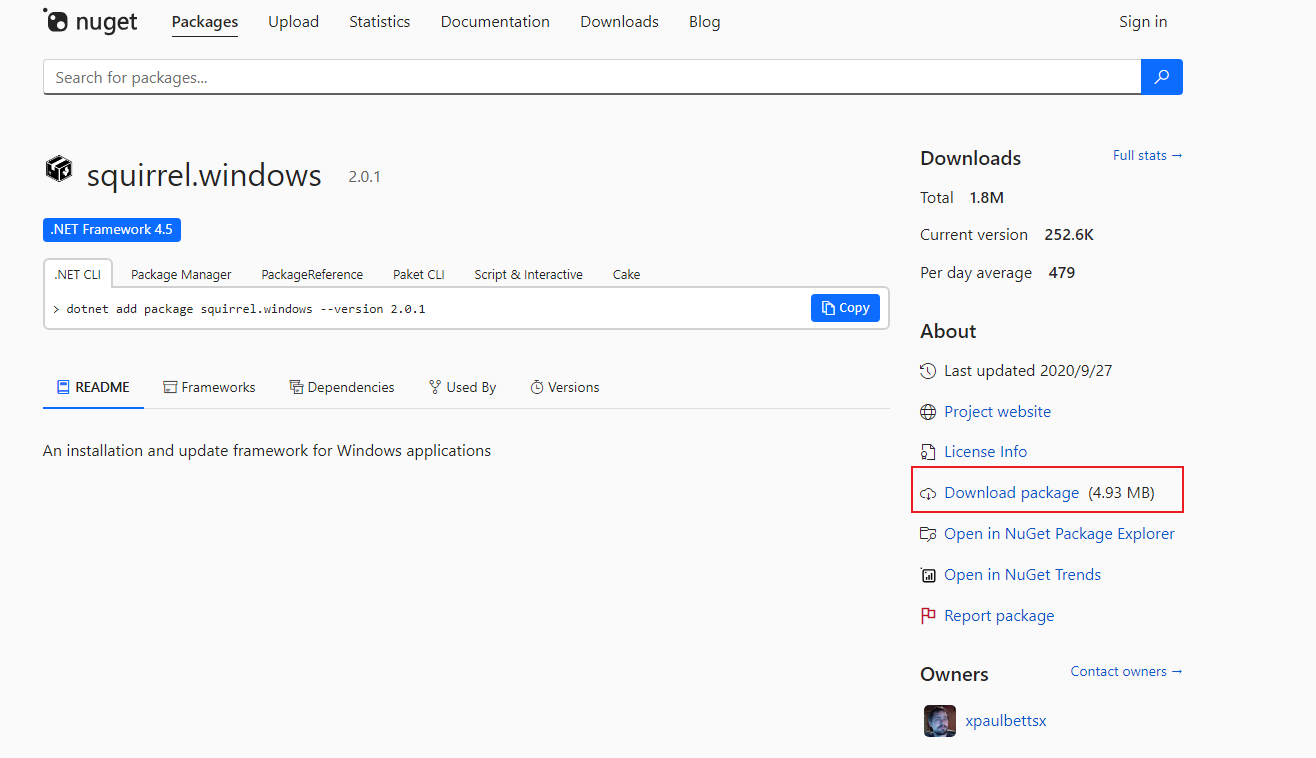 nuget Packages Upload Statistics Documentation Downloads Blog Sign in
Search for packages...
squirrel.windows 2.0.1
.NET Framework 4.5
.NET CLI Package Manager PackageReference Paket CLI Script & Interactive Cake
> dotnet add package squirrel.windows --version 2.0.1 Copy
README Frameworks Dependencies Used By Versions
An installation and update framework for Windows applications
Downloads Full stats →
Total 1.8M
Current version 252.6K
Per day average 479
About
Last updated 2020/9/27
Project website
License Info
Download package (4.93 MB)
Open in NuGet Package Explorer
Open in NuGet Trends
Report package
Owners Contact owners →
xpaulbettsx